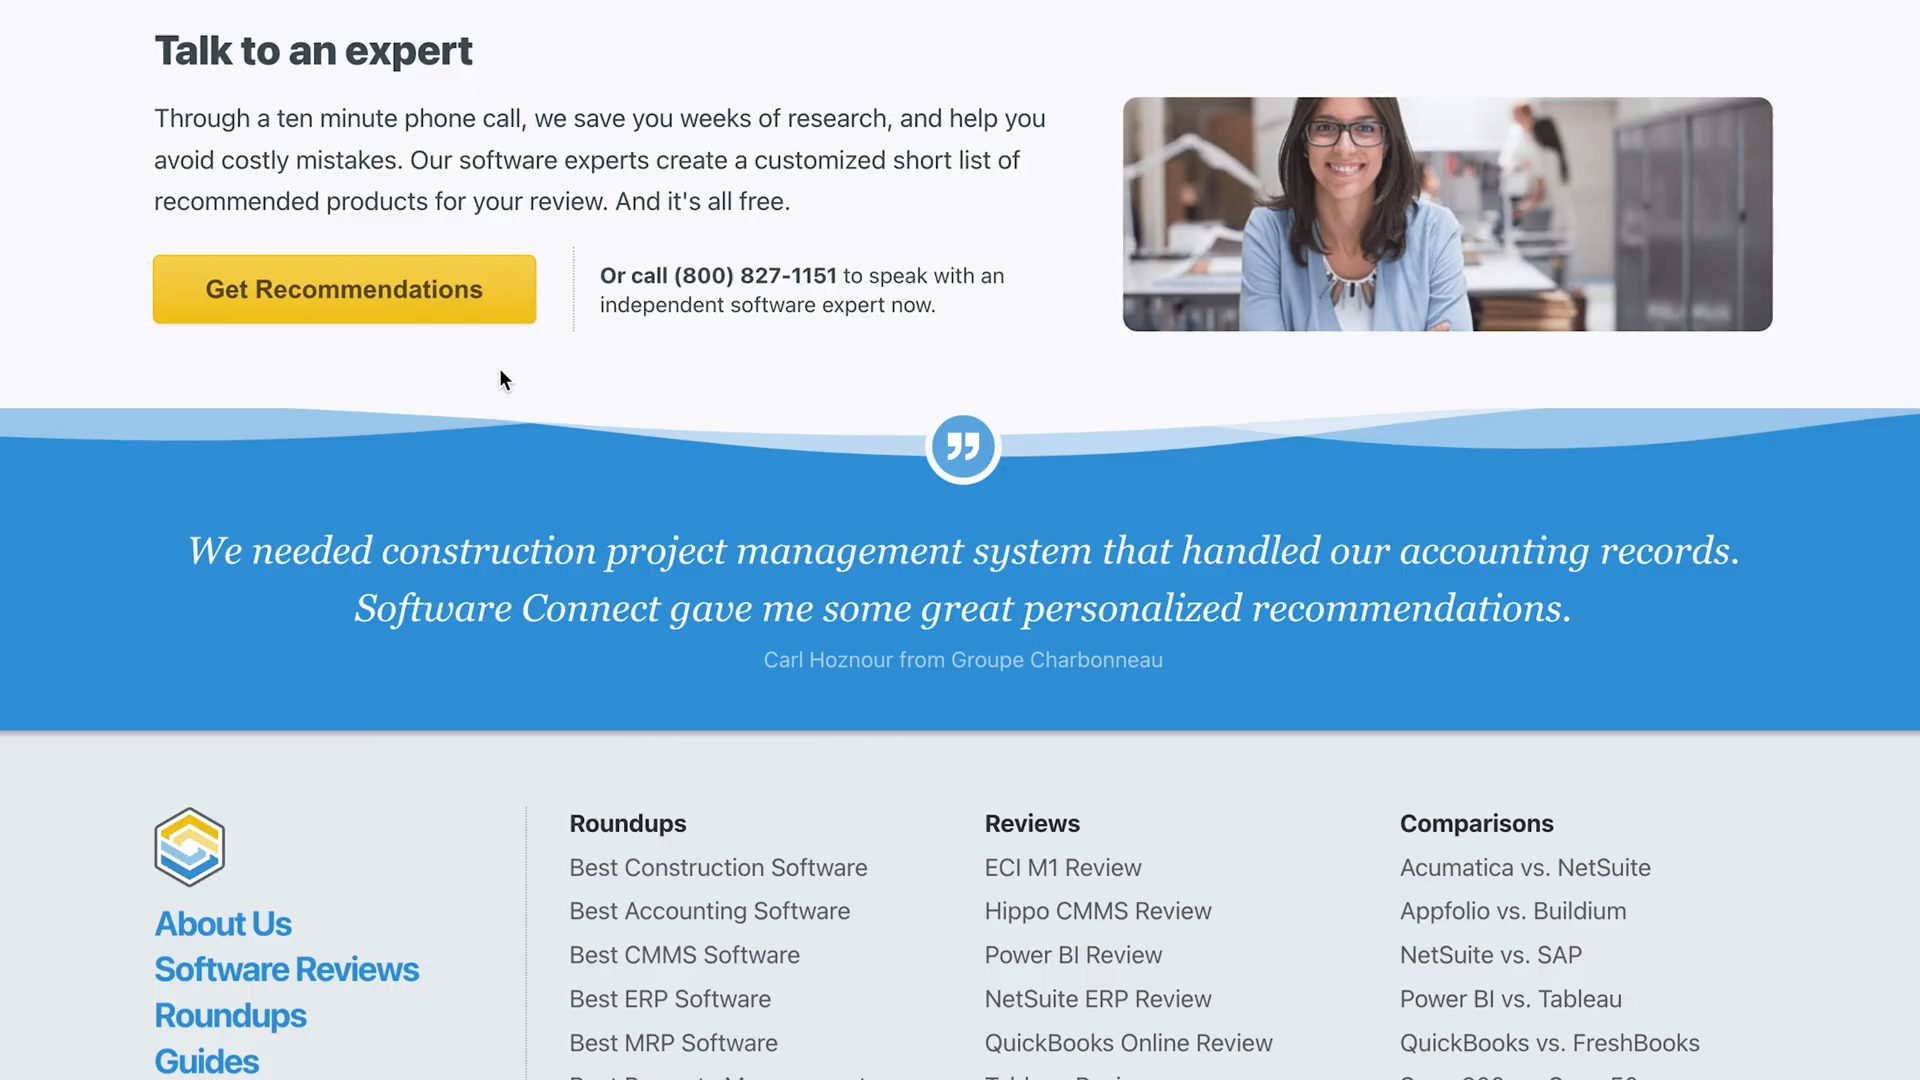 Talk to an expert
Through a ten minute phone call, we save you weeks of research, and help you
avoid costly mistakes. Our software experts create a customized short list of
recommended products for your review. And it's all free.
Get Recommendations
Or call (800) 827-1151 to speak with an
independent software expert now.
We needed construction project management system that handled our accounting records.
Software Connect gave me some great personalized recommendations.
Carl Hoznour from Groupe Charbonneau
About Us
Software Reviews
Roundups
Guides
Roundups
Best Construction Software
Best Accounting Software
Best CMMS Software
Best ERP Software
Best MRP Software
Reviews
ECI M1 Review
Hippo CMMS Review
Power BI Review
NetSuite ERP Review
QuickBooks Online Review
Comparisons
Acumatica vs. NetSuite
Appfolio vs. Buildium
NetSuite vs. SAP
Power BI vs. Tableau
QuickBooks vs. FreshBooks